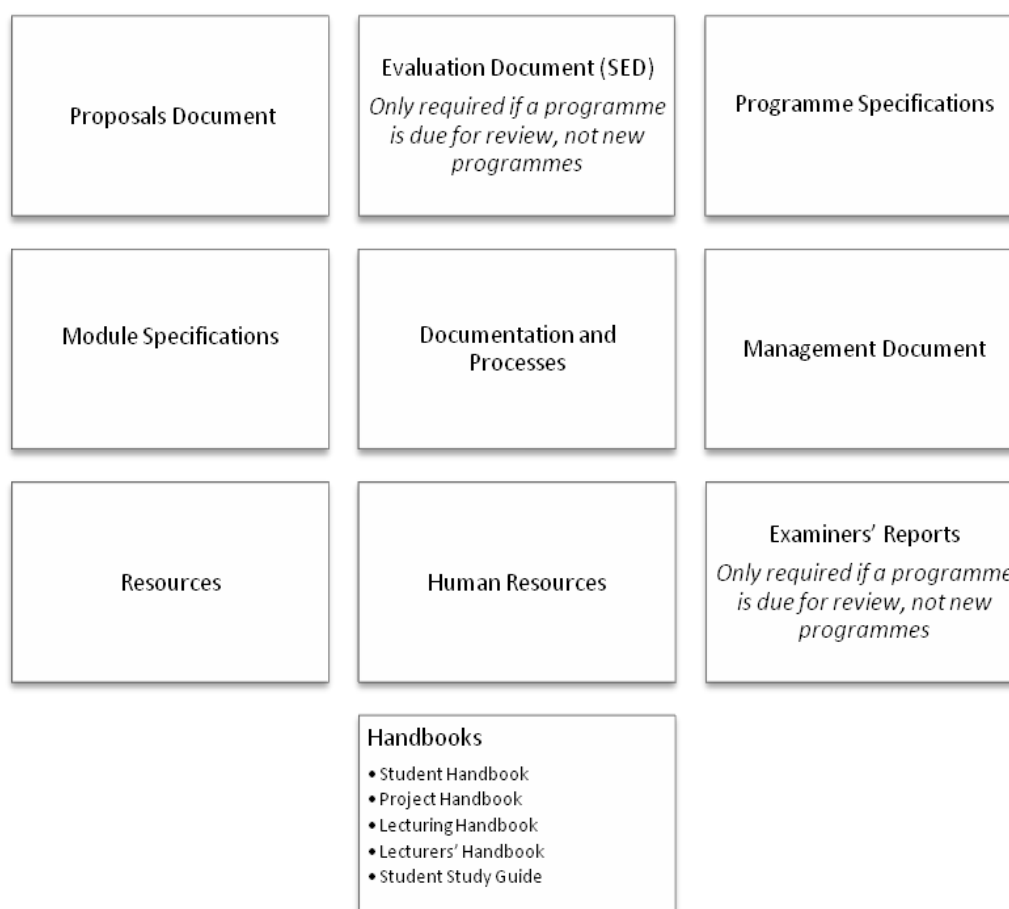 Proposals Document
Evaluation Document (SED)
Only required if a programme
is due for review, not new
programmes
Programme Specifications
Module Specifications
Documentation and
Processes
Management Document
Resources
Human Resources
Examiners’ Reports
Only required if a programme
is due for review, not new
programmes
Handbooks
• Student Handbook
• Project Handbook
• Lecturing Handbook
• Lecturers’ Handbook
• Student Study Guide